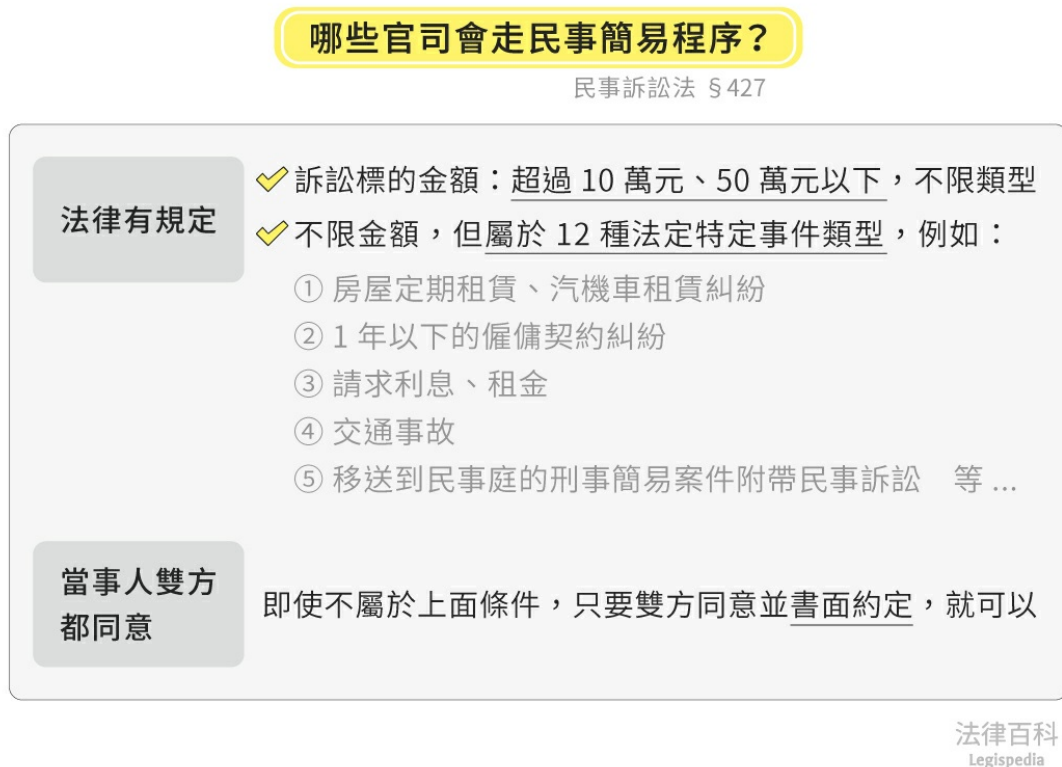 哪些官司會走民事簡易程序？
民事訴訟法 §427
法律有規定
訴訟標的金額：超過 10 萬元、50 萬元以下，不限類型
不限金額，但屬於 12 種法定特定事件類型，例如：
① 房屋定期租賃、汽機車租賃糾紛
② 1 年以下的僱傭契約糾紛
③ 請求利息、租金
④ 交通事故
⑤ 移送到民事庭的刑事簡易案件附帶民事訴訟 等 ...
當事人雙方
都同意
即使不屬於上面條件，只要雙方同意並書面約定，就可以
法律百科
Legispedia